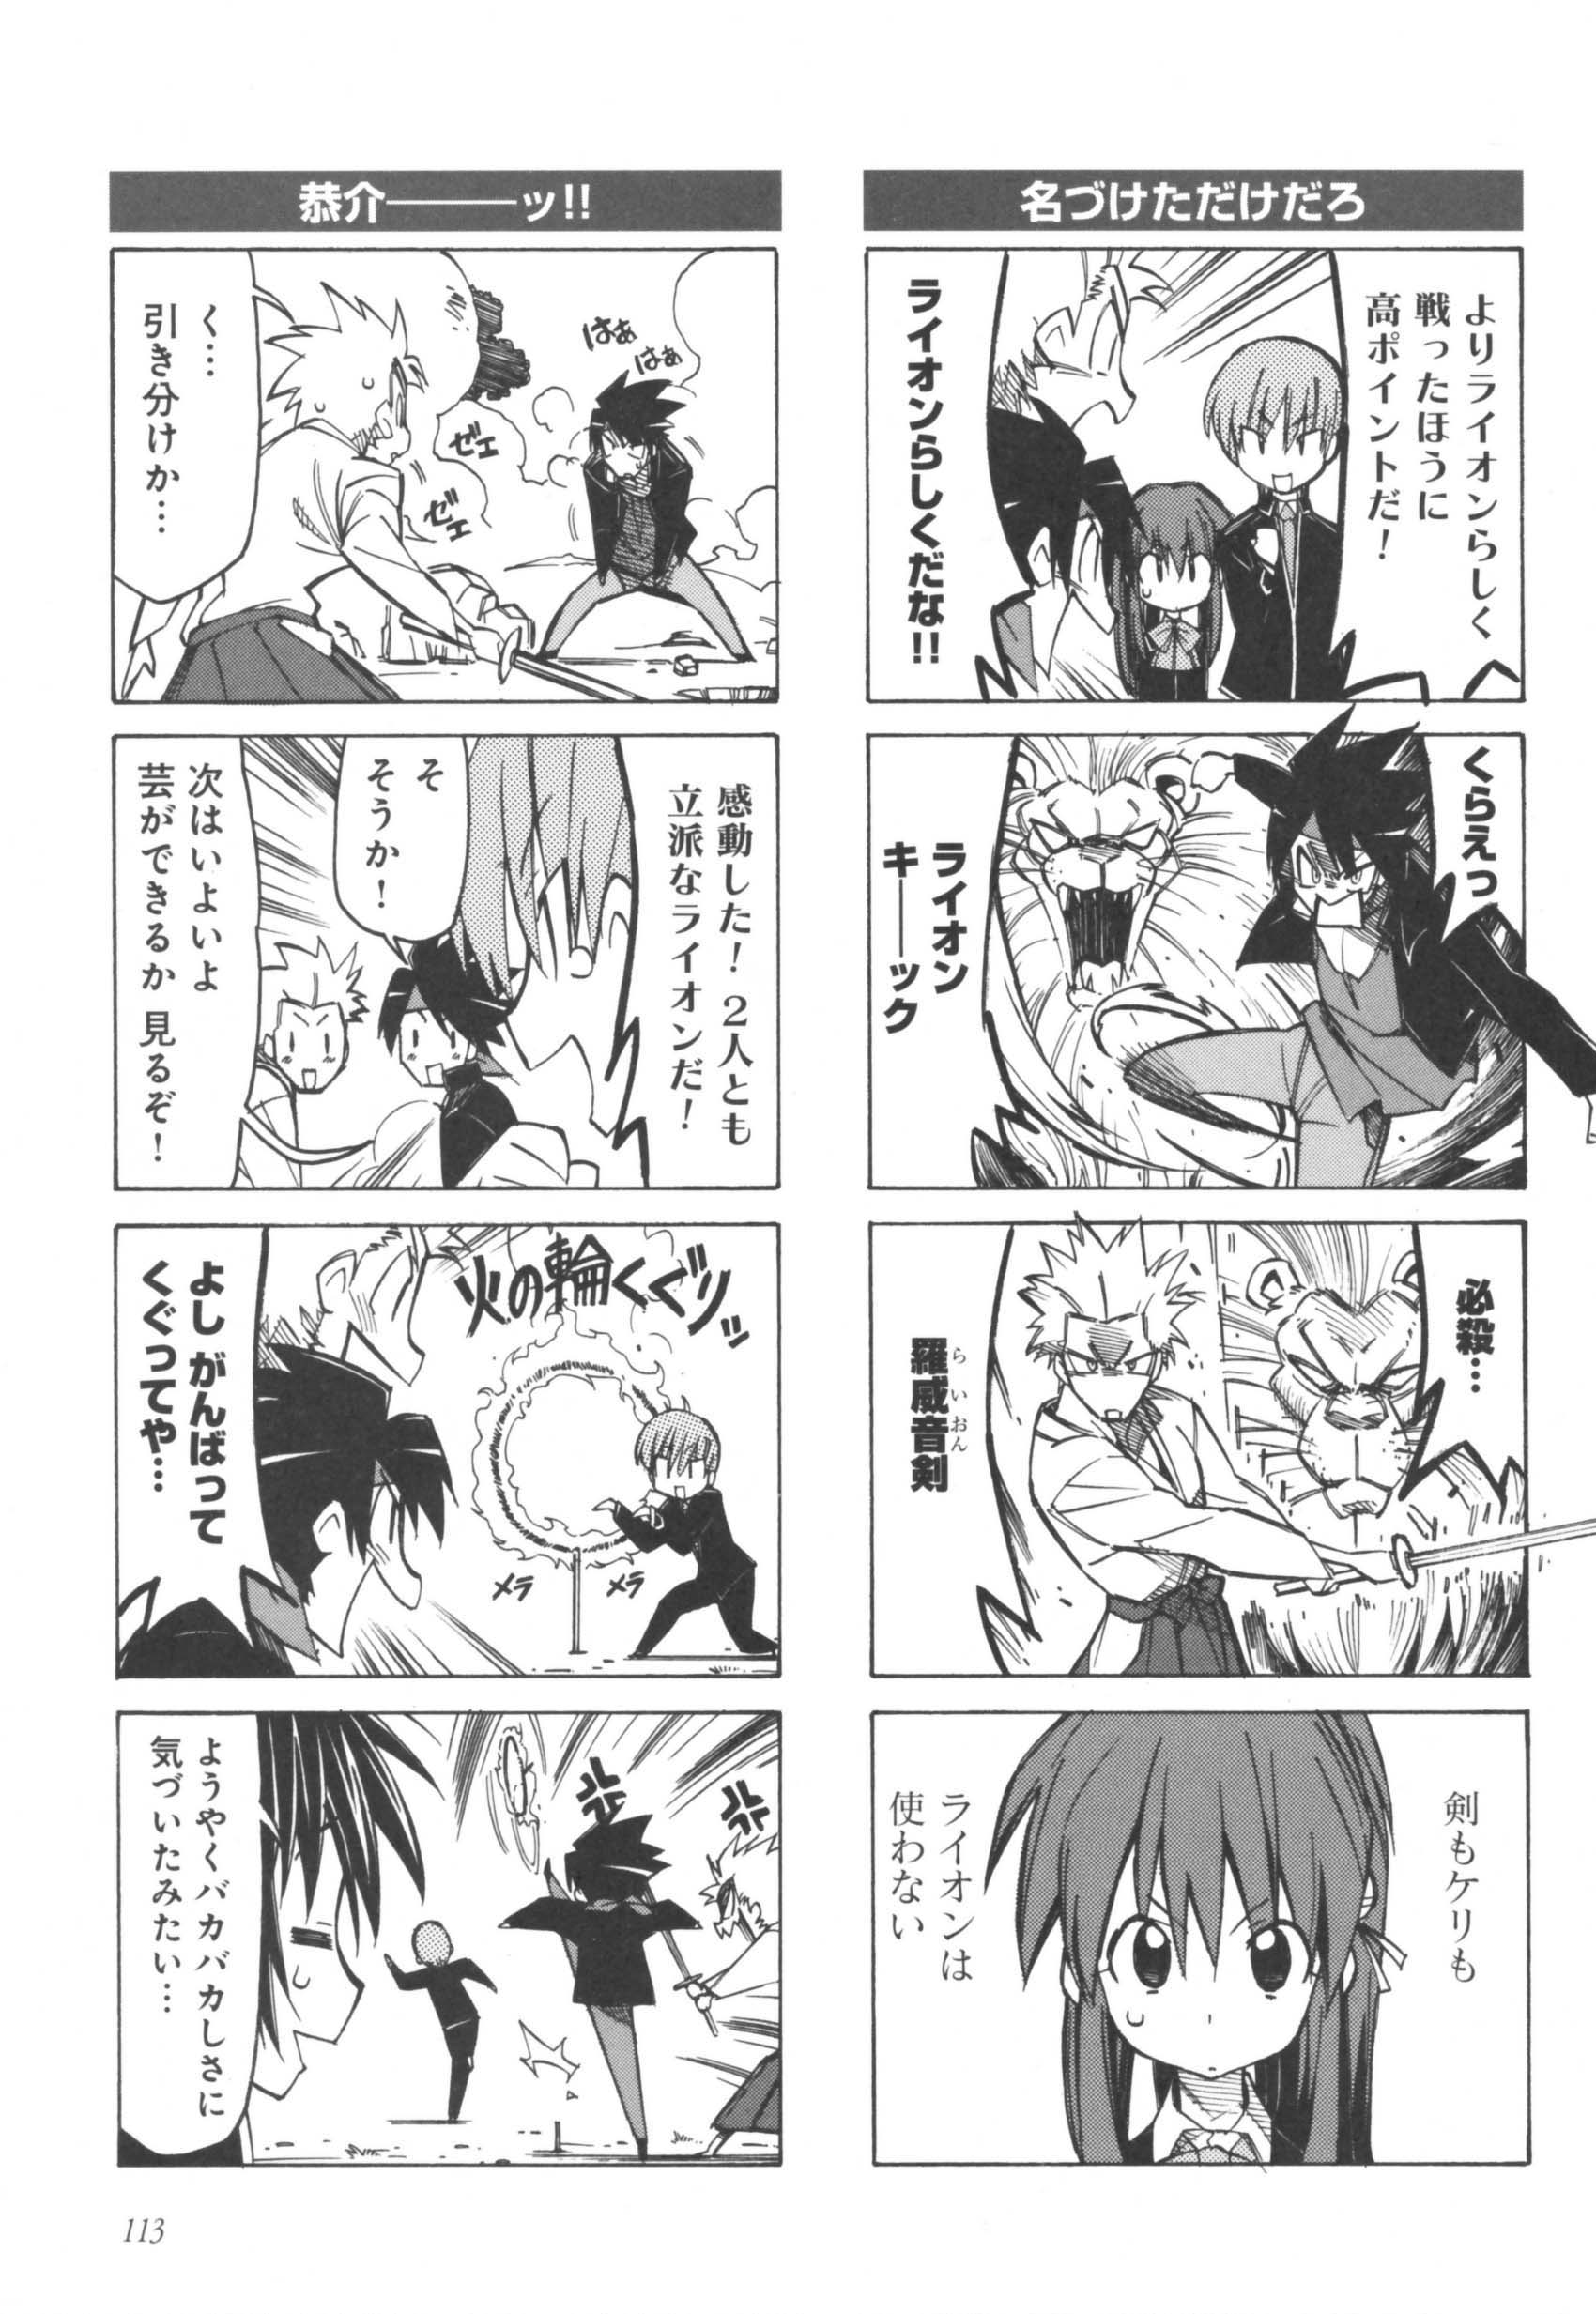 名づけただけだろ
よりライオンらしく
戦ったほうに
高ポイントだ！
ライオンらしくだな!!
くらえっ
ライオン
キーーック
必殺…
羅威音剣
らいおん
剣もケリも
ライオンは
使わない
恭介———ッ!!
はぁ
はぁ
ゼェ
ゼェ
く…
引き分けか…
感動した！2人とも
立派なライオンだ！
そ
そうか！
次はいよいよ
芸ができるか 見るぞ！
火の輪くぐりッ
メラ
メラ
よし がんばって
くぐってや…
ようやくバカバカしさに
気づいたみたい…
113